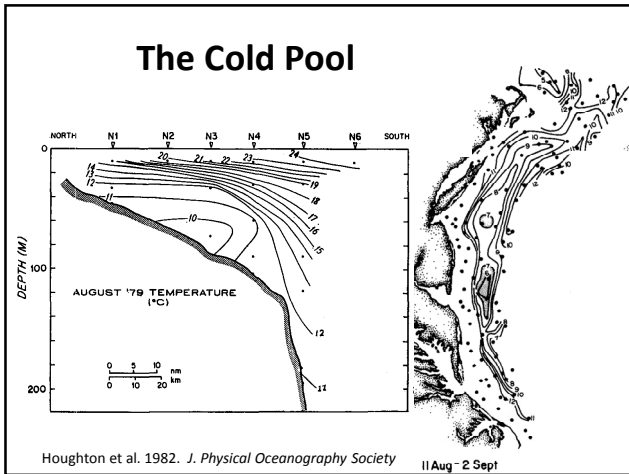 The Cold Pool
NORTH N1 N2 N3 N4 N5 N6 SOUTH
0
100
200
DEPTH (M)
20 21 22 23 24
14
13
12
11
10
19
18
17
16
15
12
AUGUST '79 TEMPERATURE
(°C)
0 5 10 nm
0 10 20 km
Houghton et al. 1982. J. Physical Oceanography Society
11 Aug - 2 Sept